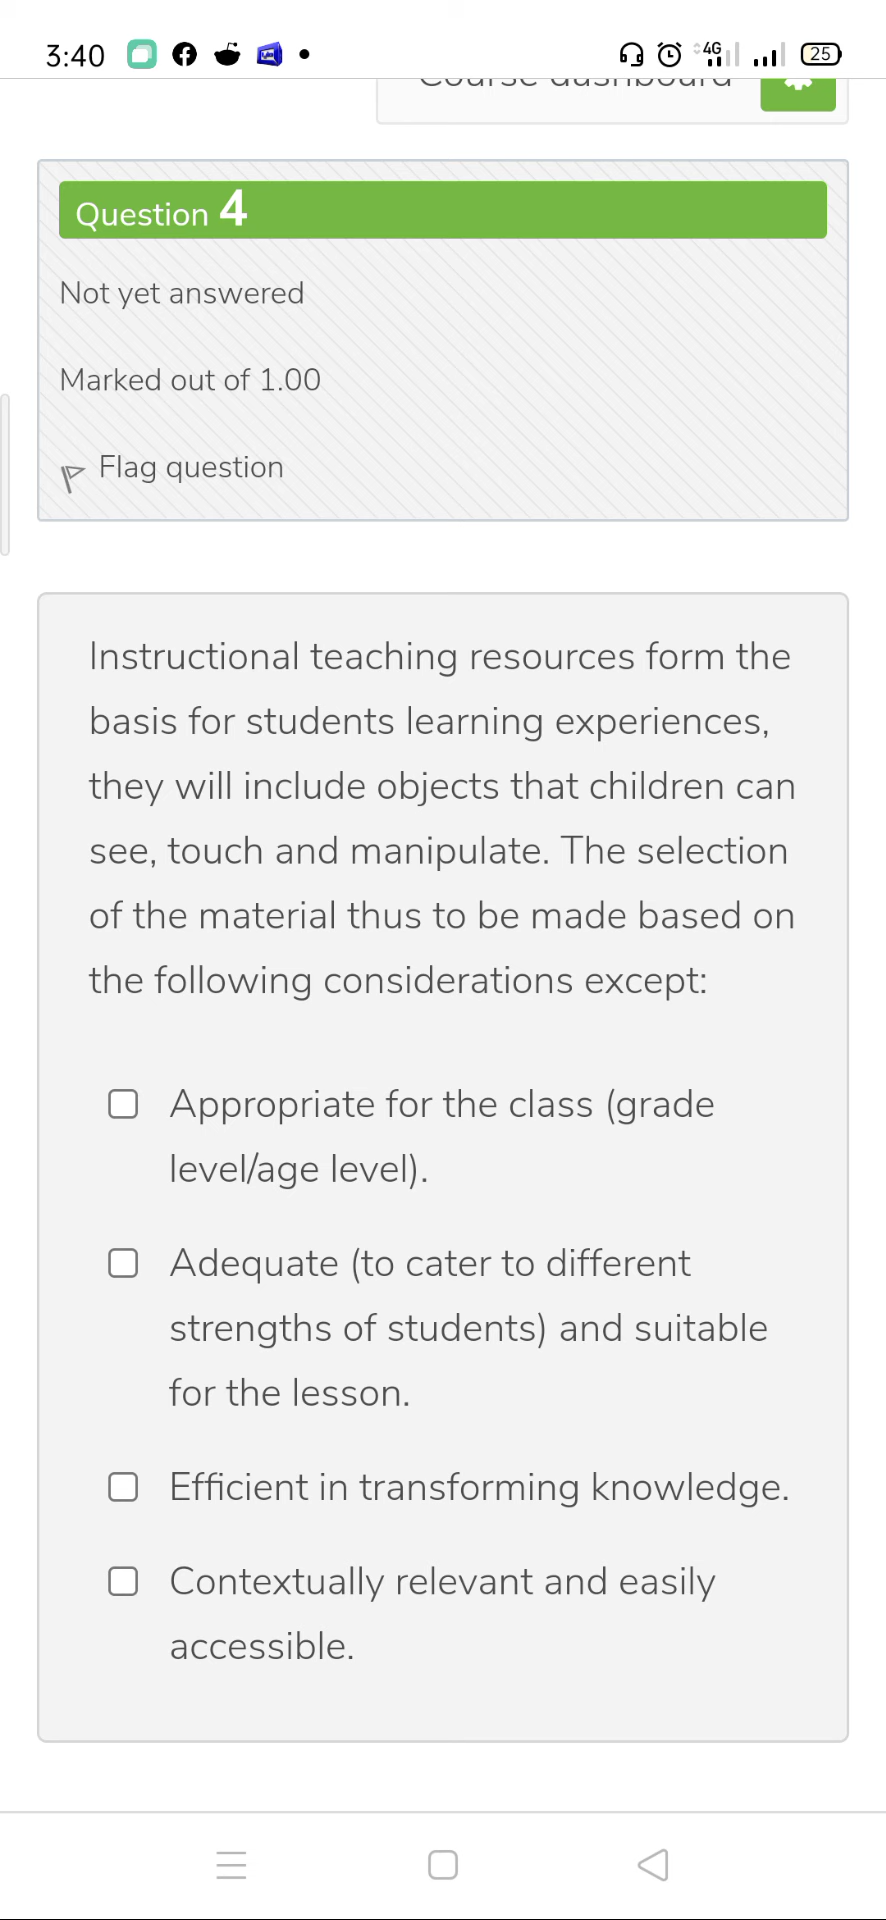 3:40
4G
25
Course dashboard
Question 4
Not yet answered
Marked out of 1.00
Flag question
Instructional teaching resources form the
basis for students learning experiences,
they will include objects that children can
see, touch and manipulate. The selection
of the material thus to be made based on
the following considerations except:
Appropriate for the class (grade
level/age level).
Adequate (to cater to different
strengths of students) and suitable
for the lesson.
Efficient in transforming knowledge.
Contextually relevant and easily
accessible.